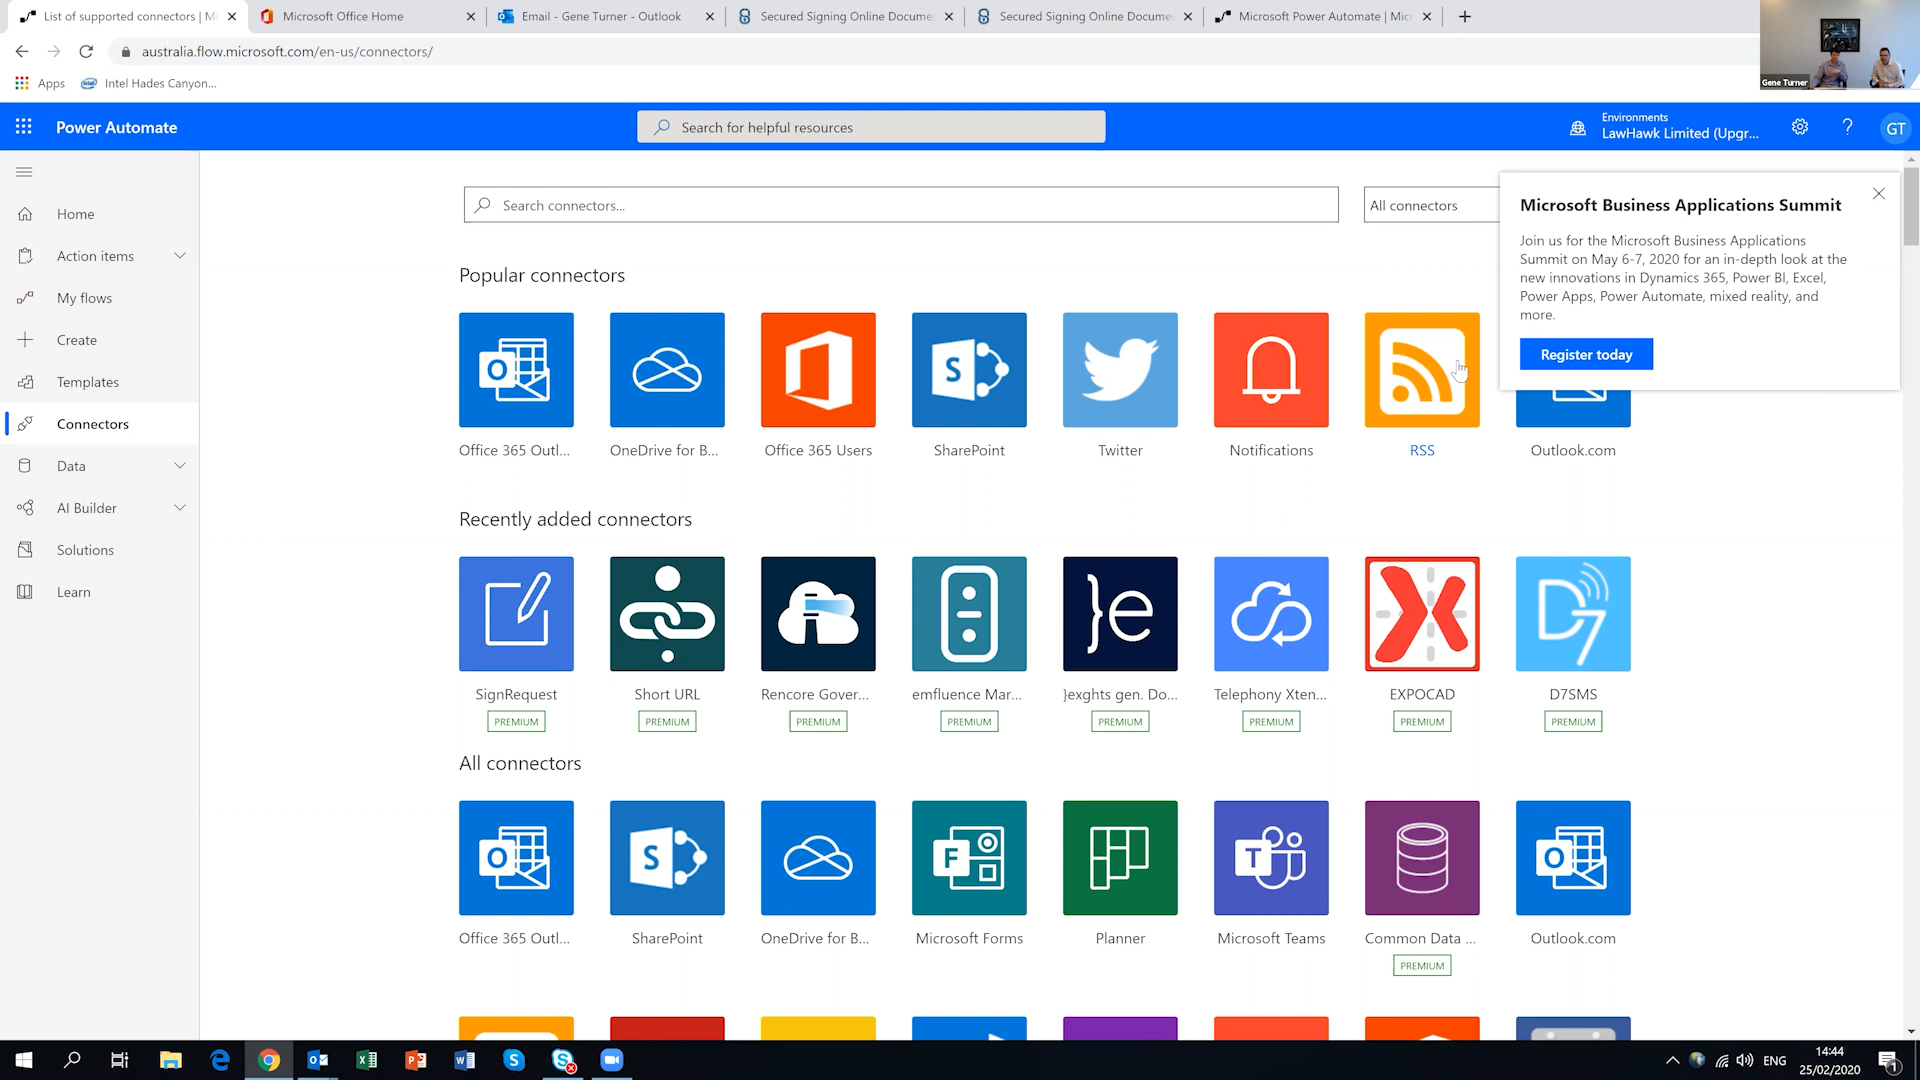 List of supported connectors | Mi
Microsoft Office Home
Email - Gene Turner - Outlook
Secured Signing Online Docume
Secured Signing Online Docume
Microsoft Power Automate | Micr
australia.flow.microsoft.com/en-us/connectors/
Apps
Intel Hades Canyon...
Gene Turner
Power Automate
Search for helpful resources
Environments
LawHawk Limited (Upgr...
?
GT
Home
Action items
My flows
Create
Templates
Connectors
Data
AI Builder
Solutions
Learn
Search connectors...
All connectors
Microsoft Business Applications Summit
Join us for the Microsoft Business Applications
Summit on May 6-7, 2020 for an in-depth look at the
new innovations in Dynamics 365, Power BI, Excel,
Power Apps, Power Automate, mixed reality, and
more.
Register today
Popular connectors
Office 365 Outl...
OneDrive for B...
Office 365 Users
SharePoint
Twitter
Notifications
RSS
Outlook.com
Recently added connectors
}e
D7
SignRequest
Short URL
Rencore Gover...
emfluence Mar...
}exghts gen. Do...
Telephony Xten...
EXPOCAD
D7SMS
PREMIUM
PREMIUM
PREMIUM
PREMIUM
PREMIUM
PREMIUM
PREMIUM
PREMIUM
All connectors
Office 365 Outl...
SharePoint
OneDrive for B...
Microsoft Forms
Planner
Microsoft Teams
Common Data ...
Outlook.com
PREMIUM
ENG
14:44
25/02/2020